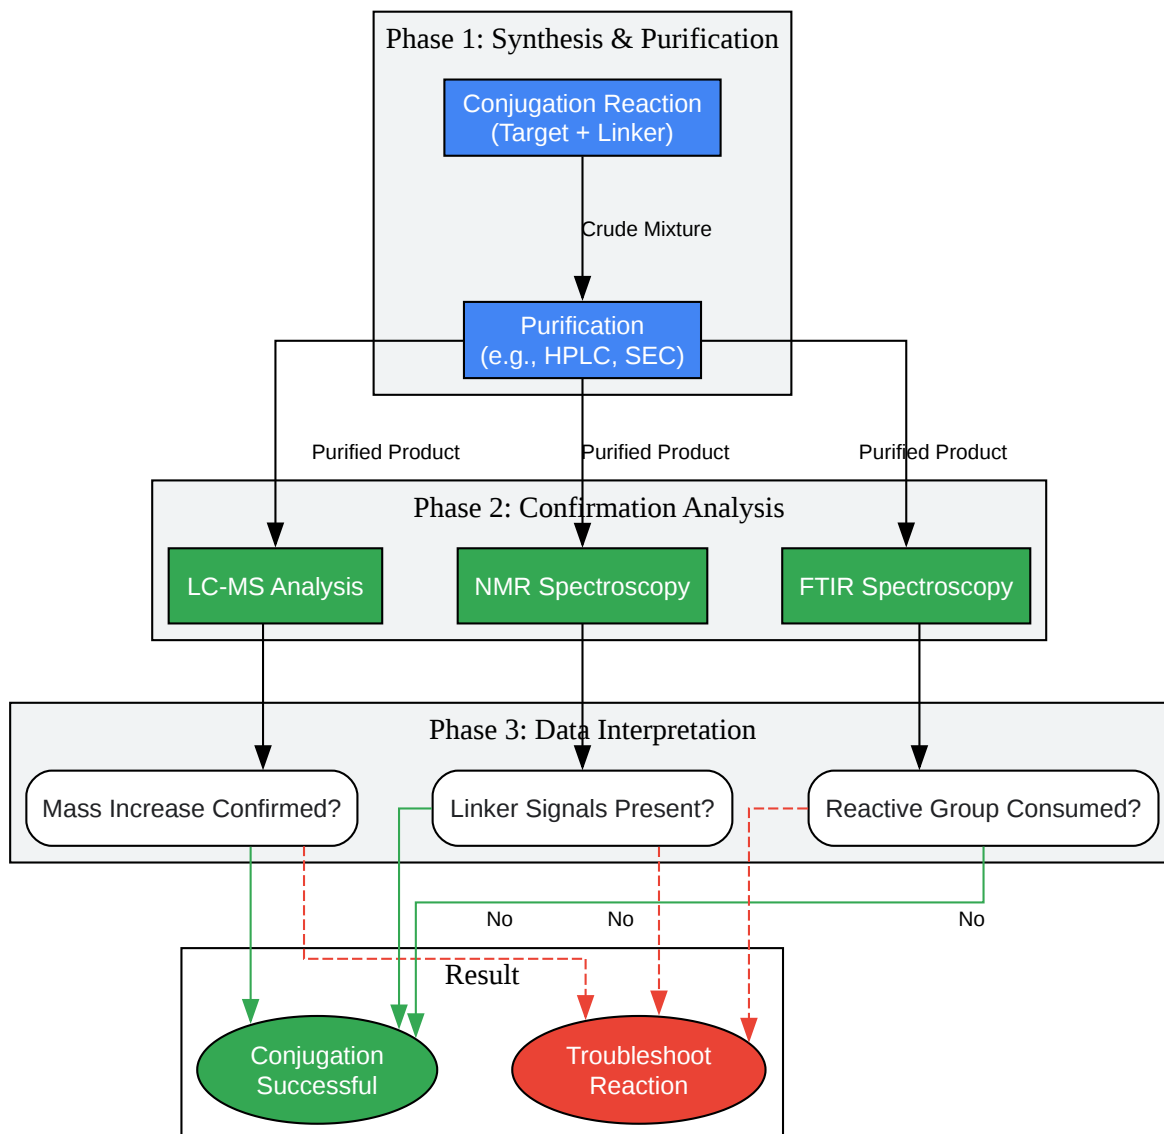 Phase 1: Synthesis & Purification
Conjugation Reaction
(Target + Linker)
Crude Mixture
Purification
(e.g., HPLC, SEC)
Purified Product
Purified Product
Purified Product
Phase 2: Confirmation Analysis
LC-MS Analysis
NMR Spectroscopy
FTIR Spectroscopy
Phase 3: Data Interpretation
Mass Increase Confirmed?
Linker Signals Present?
Reactive Group Consumed?
No
No
No
Result
Conjugation
Successful
Troubleshoot
Reaction